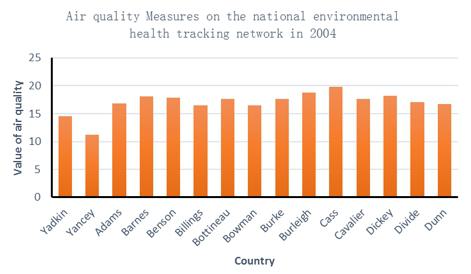 Air quality Measures on the national environmental
health tracking network in 2004
25
20
15
10
5
0
Value of air quality
Yadkin
Yancey
Adams
Barnes
Benson
Billings
Bottineau
Bowman
Burke
Burleigh
Cass
Cavalier
Dickey
Divide
Dunn
Country